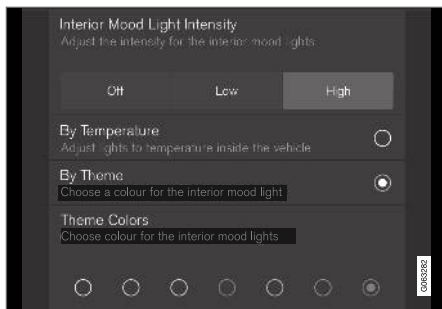 Interior Mood Light Intensity
Adjust the intensity for the interior mood lights
Off Low High
By Temperature
Adjust lights to temperature inside the vehicle
By Theme
Choose a colour for the interior mood light
Theme Colors
Choose colour for the interior mood lights
G063282